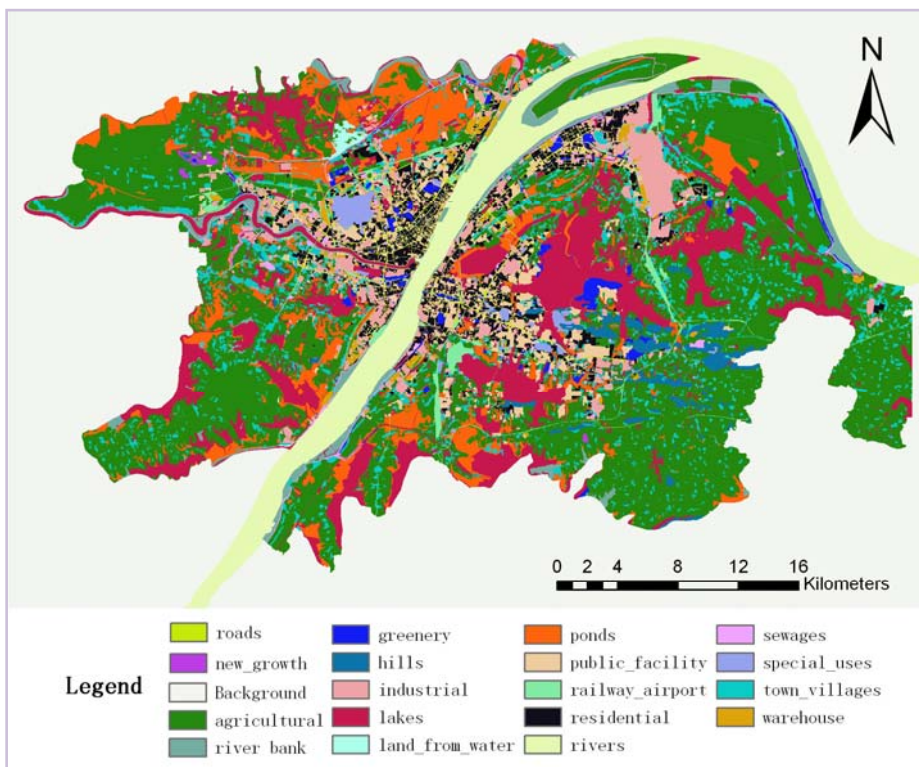 N
0 2 4 8 12 16
Kilometers
Legend
roads
new_growth
Background
agricultural
river bank
greenery
hills
industrial
lakes
land_from_water
ponds
public_facility
railway_airport
residential
rivers
sewages
special_uses
town_villages
warehouse